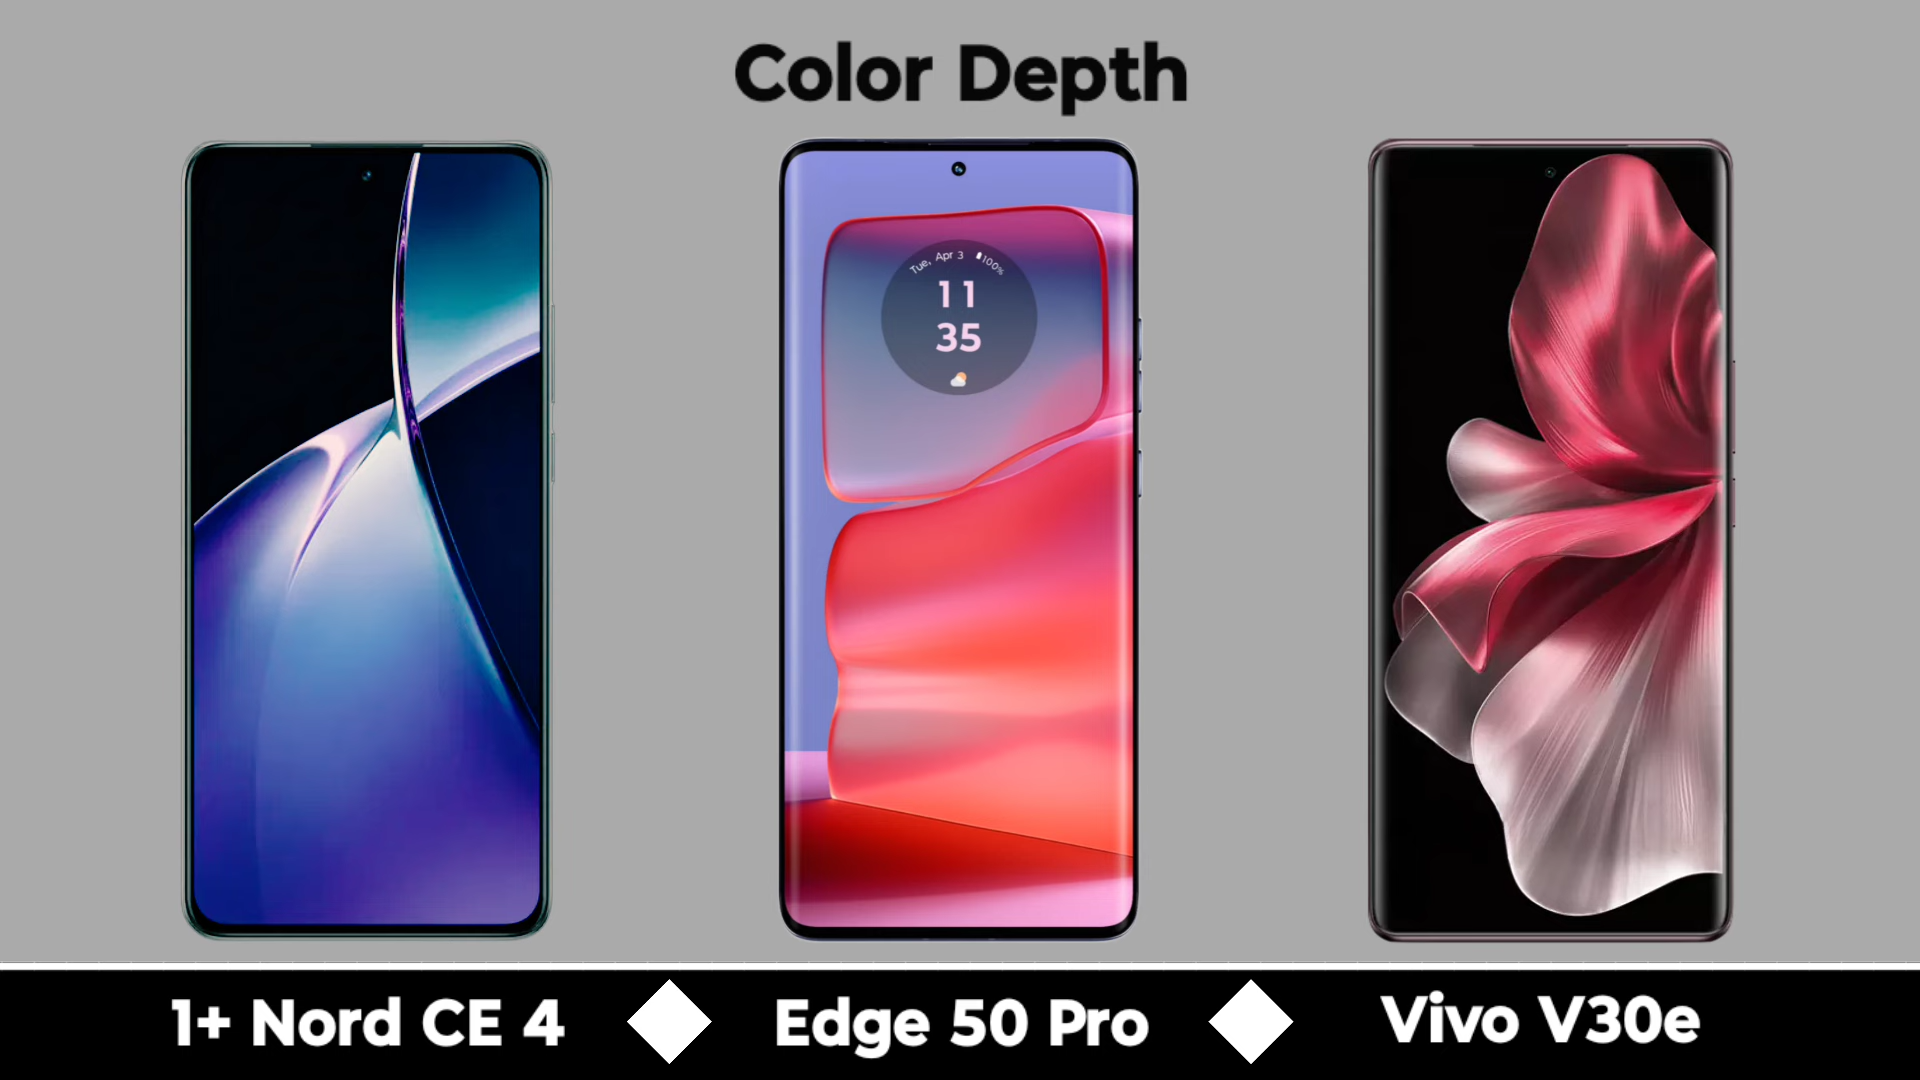 Color Depth
Tue, Apr 3 100%
11
35
1+ Nord CE 4
Edge 50 Pro
Vivo V30e